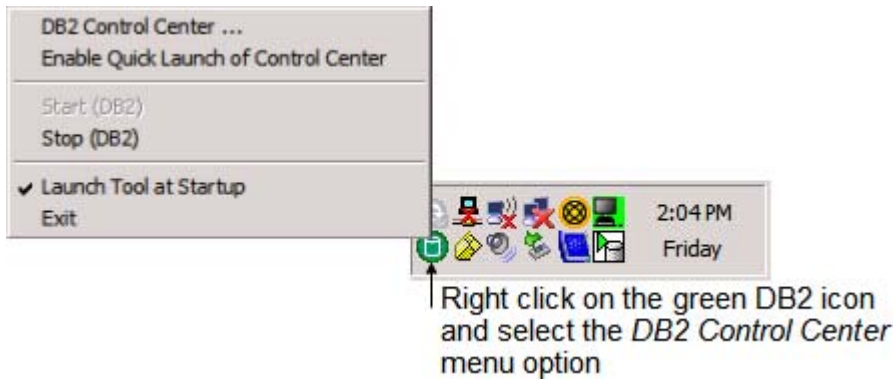 DB2 Control Center ...
Enable Quick Launch of Control Center
Start (DB2)
Stop (DB2)
Launch Tool at Startup
Exit
2:04 PM
Friday
Right click on the green DB2 icon
and select the DB2 Control Center
menu option